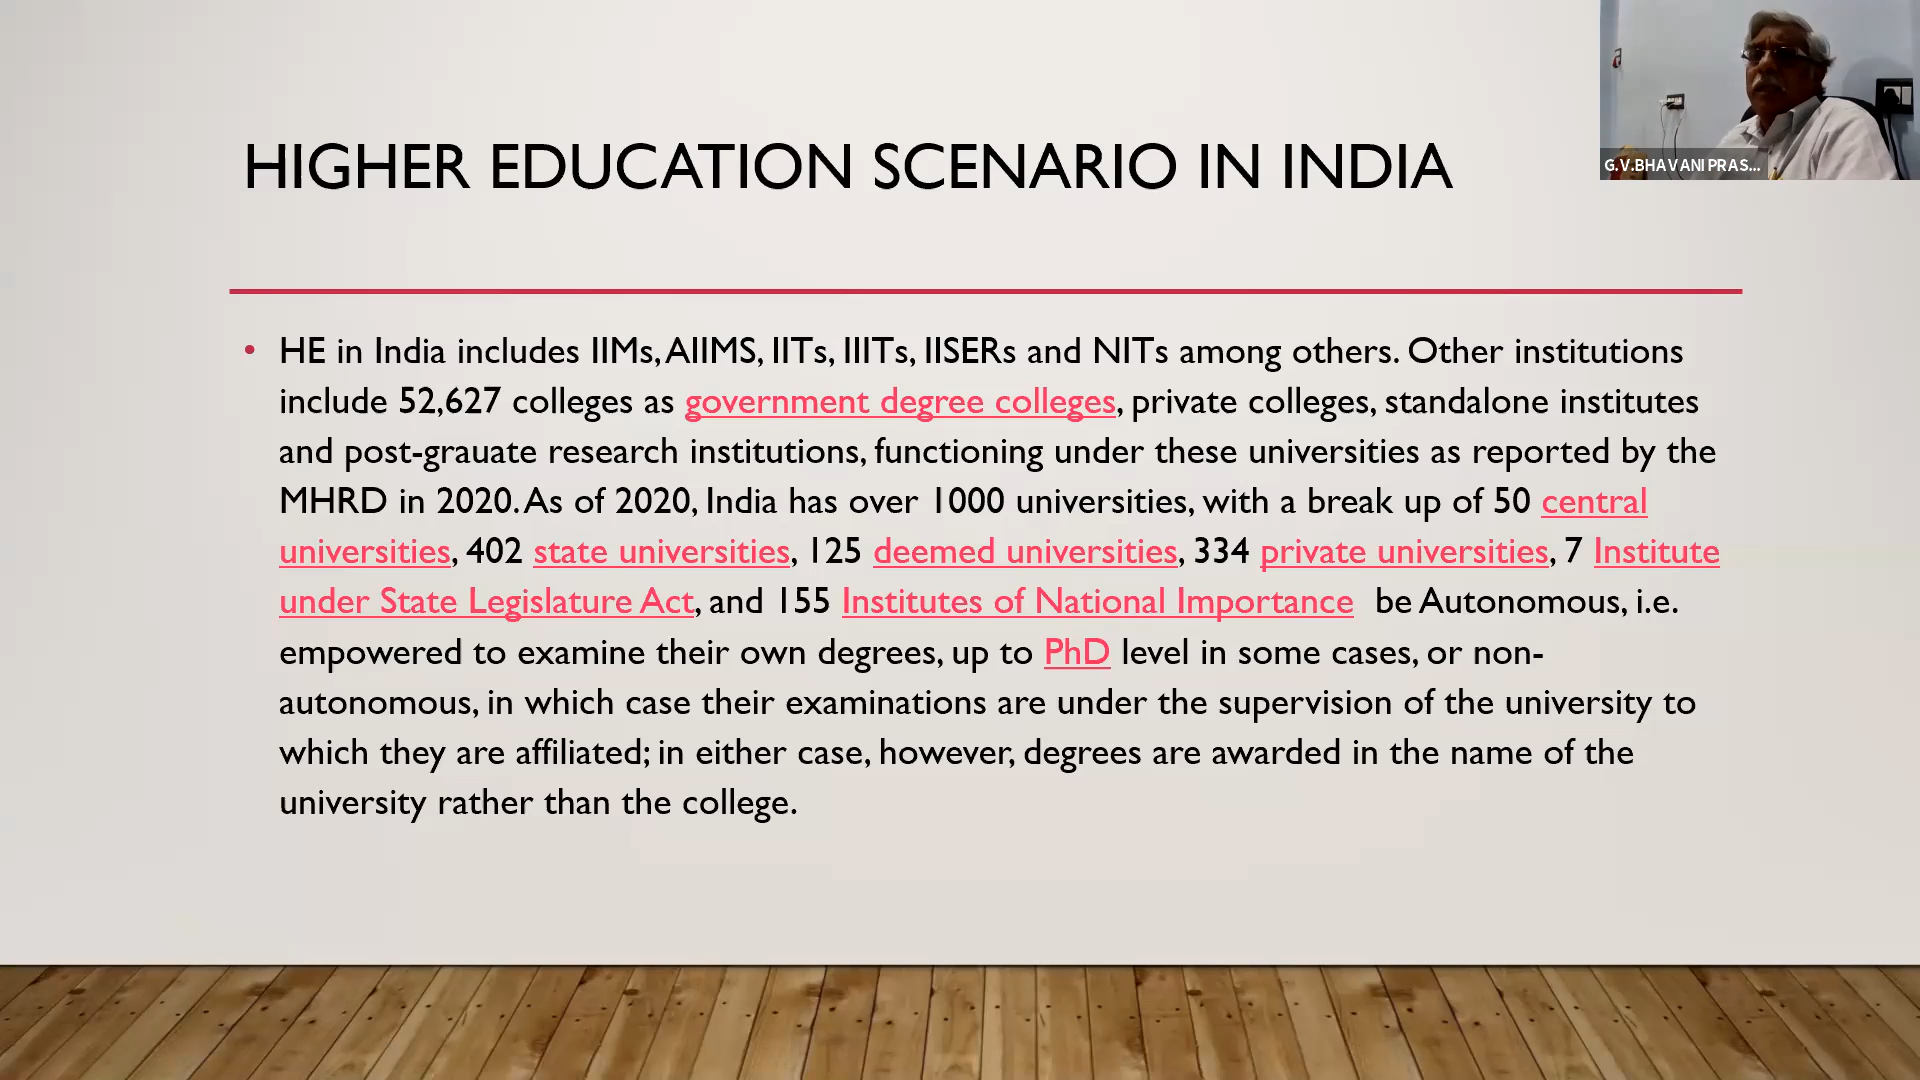 HIGHER EDUCATION SCENARIO IN INDIA
G.V.BHAVANI PRAS...
• HE in India includes IIMs, AIIMS, IITs, IIITs, IISERs and NITs among others. Other institutions
include 52,627 colleges as government degree colleges, private colleges, standalone institutes
and post-grauate research institutions, functioning under these universities as reported by the
MHRD in 2020. As of 2020, India has over 1000 universities, with a break up of 50 central
universities, 402 state universities, 125 deemed universities, 334 private universities, 7 Institute
under State Legislature Act, and 155 Institutes of National Importance be Autonomous, i.e.
empowered to examine their own degrees, up to PhD level in some cases, or non-
autonomous, in which case their examinations are under the supervision of the university to
which they are affiliated; in either case, however, degrees are awarded in the name of the
university rather than the college.